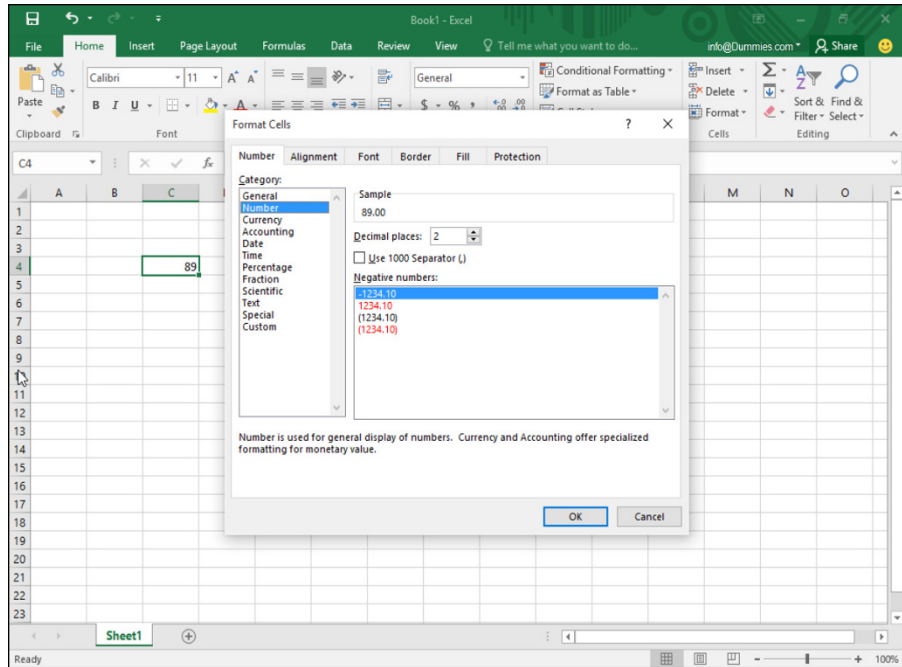 Book1 - Excel
File Home Insert Page Layout Formulas Data Review View Tell me what you want to do... info@Dummies.com Share
Paste
Clipboard
Calibri 11 A A
B I U A
Font
General
$ % ,
Conditional Formatting
Format as Table
Insert
Delete
Format
Cells
Sort & Filter
Find & Select
Editing
C4 fx
A B C M N O
1
2
3
4 89
5
6
7
8
9
11
12
13
14
15
16
17
18
19
20
21
22
23
Format Cells ?
Number Alignment Font Border Fill Protection
Category:
General
Number
Currency
Accounting
Date
Time
Percentage
Fraction
Scientific
Text
Special
Custom
Sample
89.00
Decimal places: 2
Use 1000 Separator (,)
Negative numbers:
-1234.10
1234.10
(1234.10)
(1234.10)
Number is used for general display of numbers. Currency and Accounting offer specialized
formatting for monetary value.
OK Cancel
Sheet1
Ready 100%